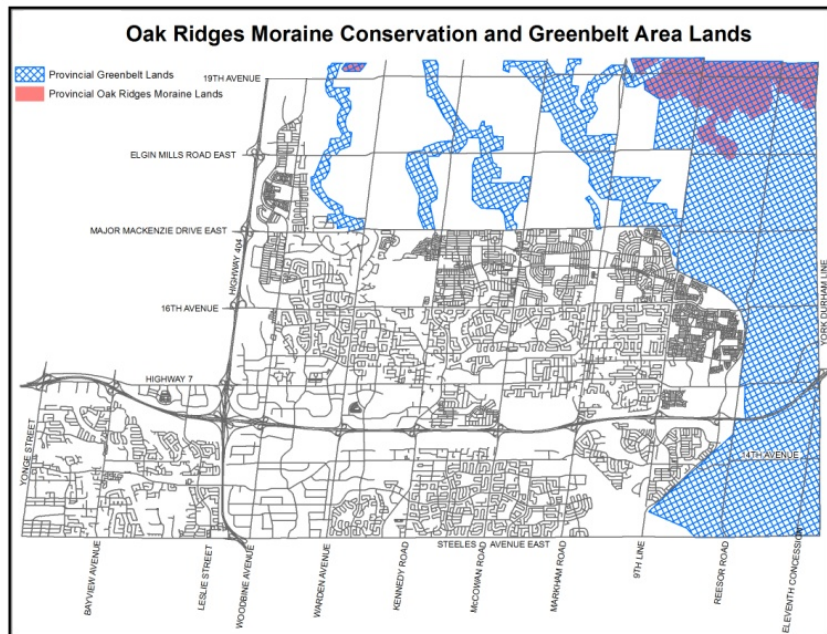 Oak Ridges Moraine Conservation and Greenbelt Area Lands
Provincial Greenbelt Lands
Provincial Oak Ridges Moraine Lands
19TH AVENUE
ELGIN MILLS ROAD EAST
MAJOR MACKENZIE DRIVE EAST
HIGHWAY 404
16TH AVENUE
YORK DURHAM LINE
HIGHWAY 7
YONGE STREET
14TH AVENUE
STEELES AVENUE EAST
BAYVIEW AVENUE
LESLIE STREET
WOODBINE AVENUE
WARDEN AVENUE
KENNEDY ROAD
McCOWAN ROAD
MARKHAM ROAD
9TH LINE
REESOR ROAD
ELEVENTH CONCESSION